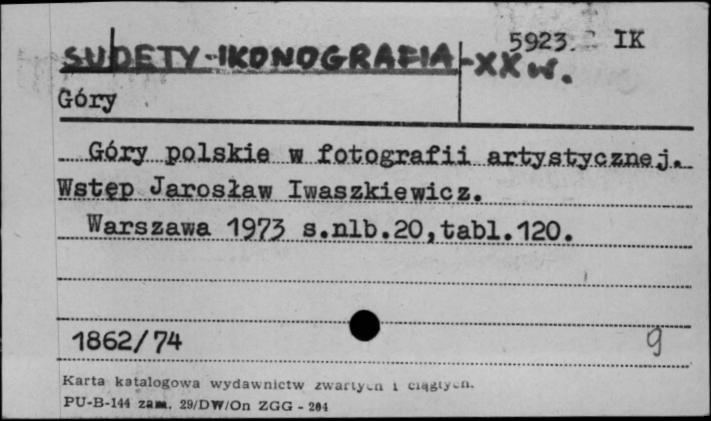 5923. IK
SUDETY-IKONOGRAFIA-XX w.
Góry
Góry polskie w fotografii artystycznej.
Wstęp Jarosław Iwaszkiewicz.
Warszawa 1973 s.nlb.20,tabl.120.
1862/74 9
Karta katalogowa wydawnictw zwartych i ciągłych.
PU-B-144 zam. 29/DW/On ZGG - 204